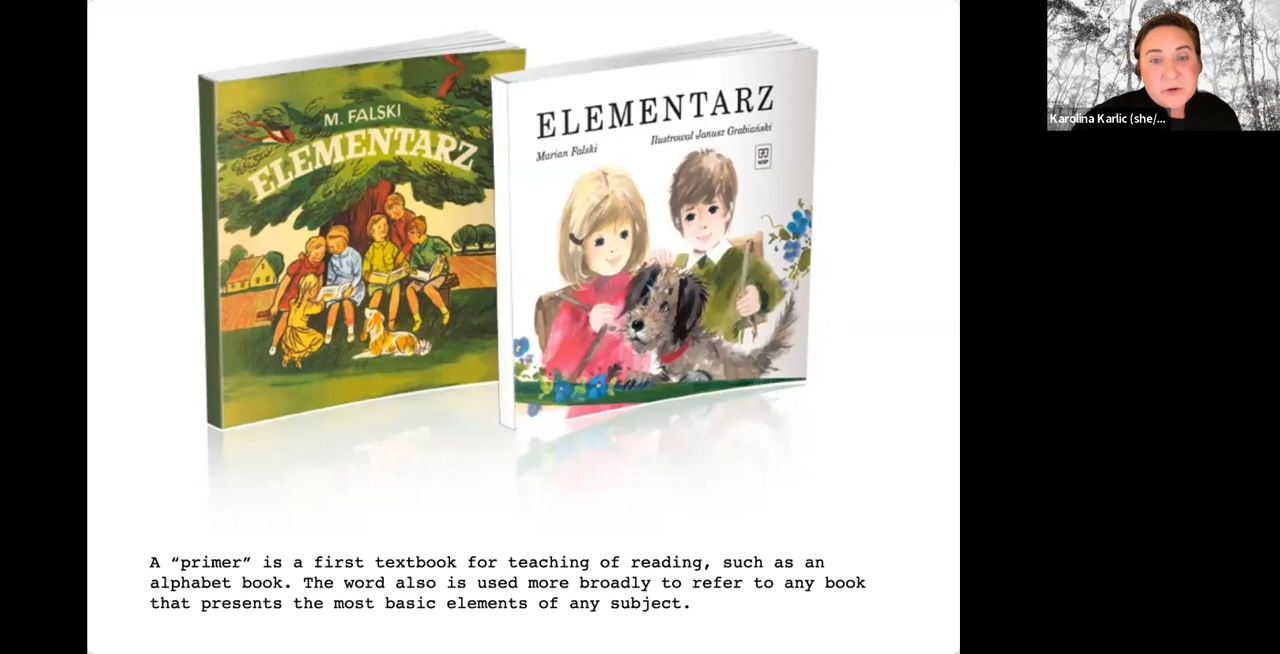 M. FALSKI
ELEMENTARZ
ELEMENTARZ
Marian Falski
Ilustrował Janusz Grabiański
WSiP
Karolina Karlic (she/...
A “primer” is a first textbook for teaching of reading, such as an
alphabet book. The word also is used more broadly to refer to any book
that presents the most basic elements of any subject.